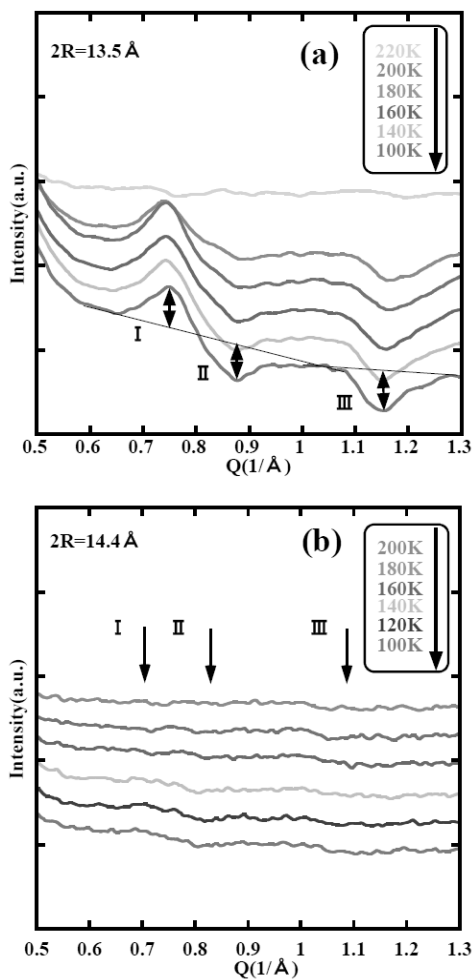 2R=13.5Å
(a)
220K
200K
180K
160K
140K
100K
Intensity(a.u.)
I
II
III
0.5 0.6 0.7 0.8 0.9 1 1.1 1.2 1.3
Q(1/Å)
2R=14.4Å
(b)
200K
180K
160K
140K
120K
100K
I II III
Intensity(a.u.)
0.5 0.6 0.7 0.8 0.9 1 1.1 1.2 1.3
Q(1/Å)